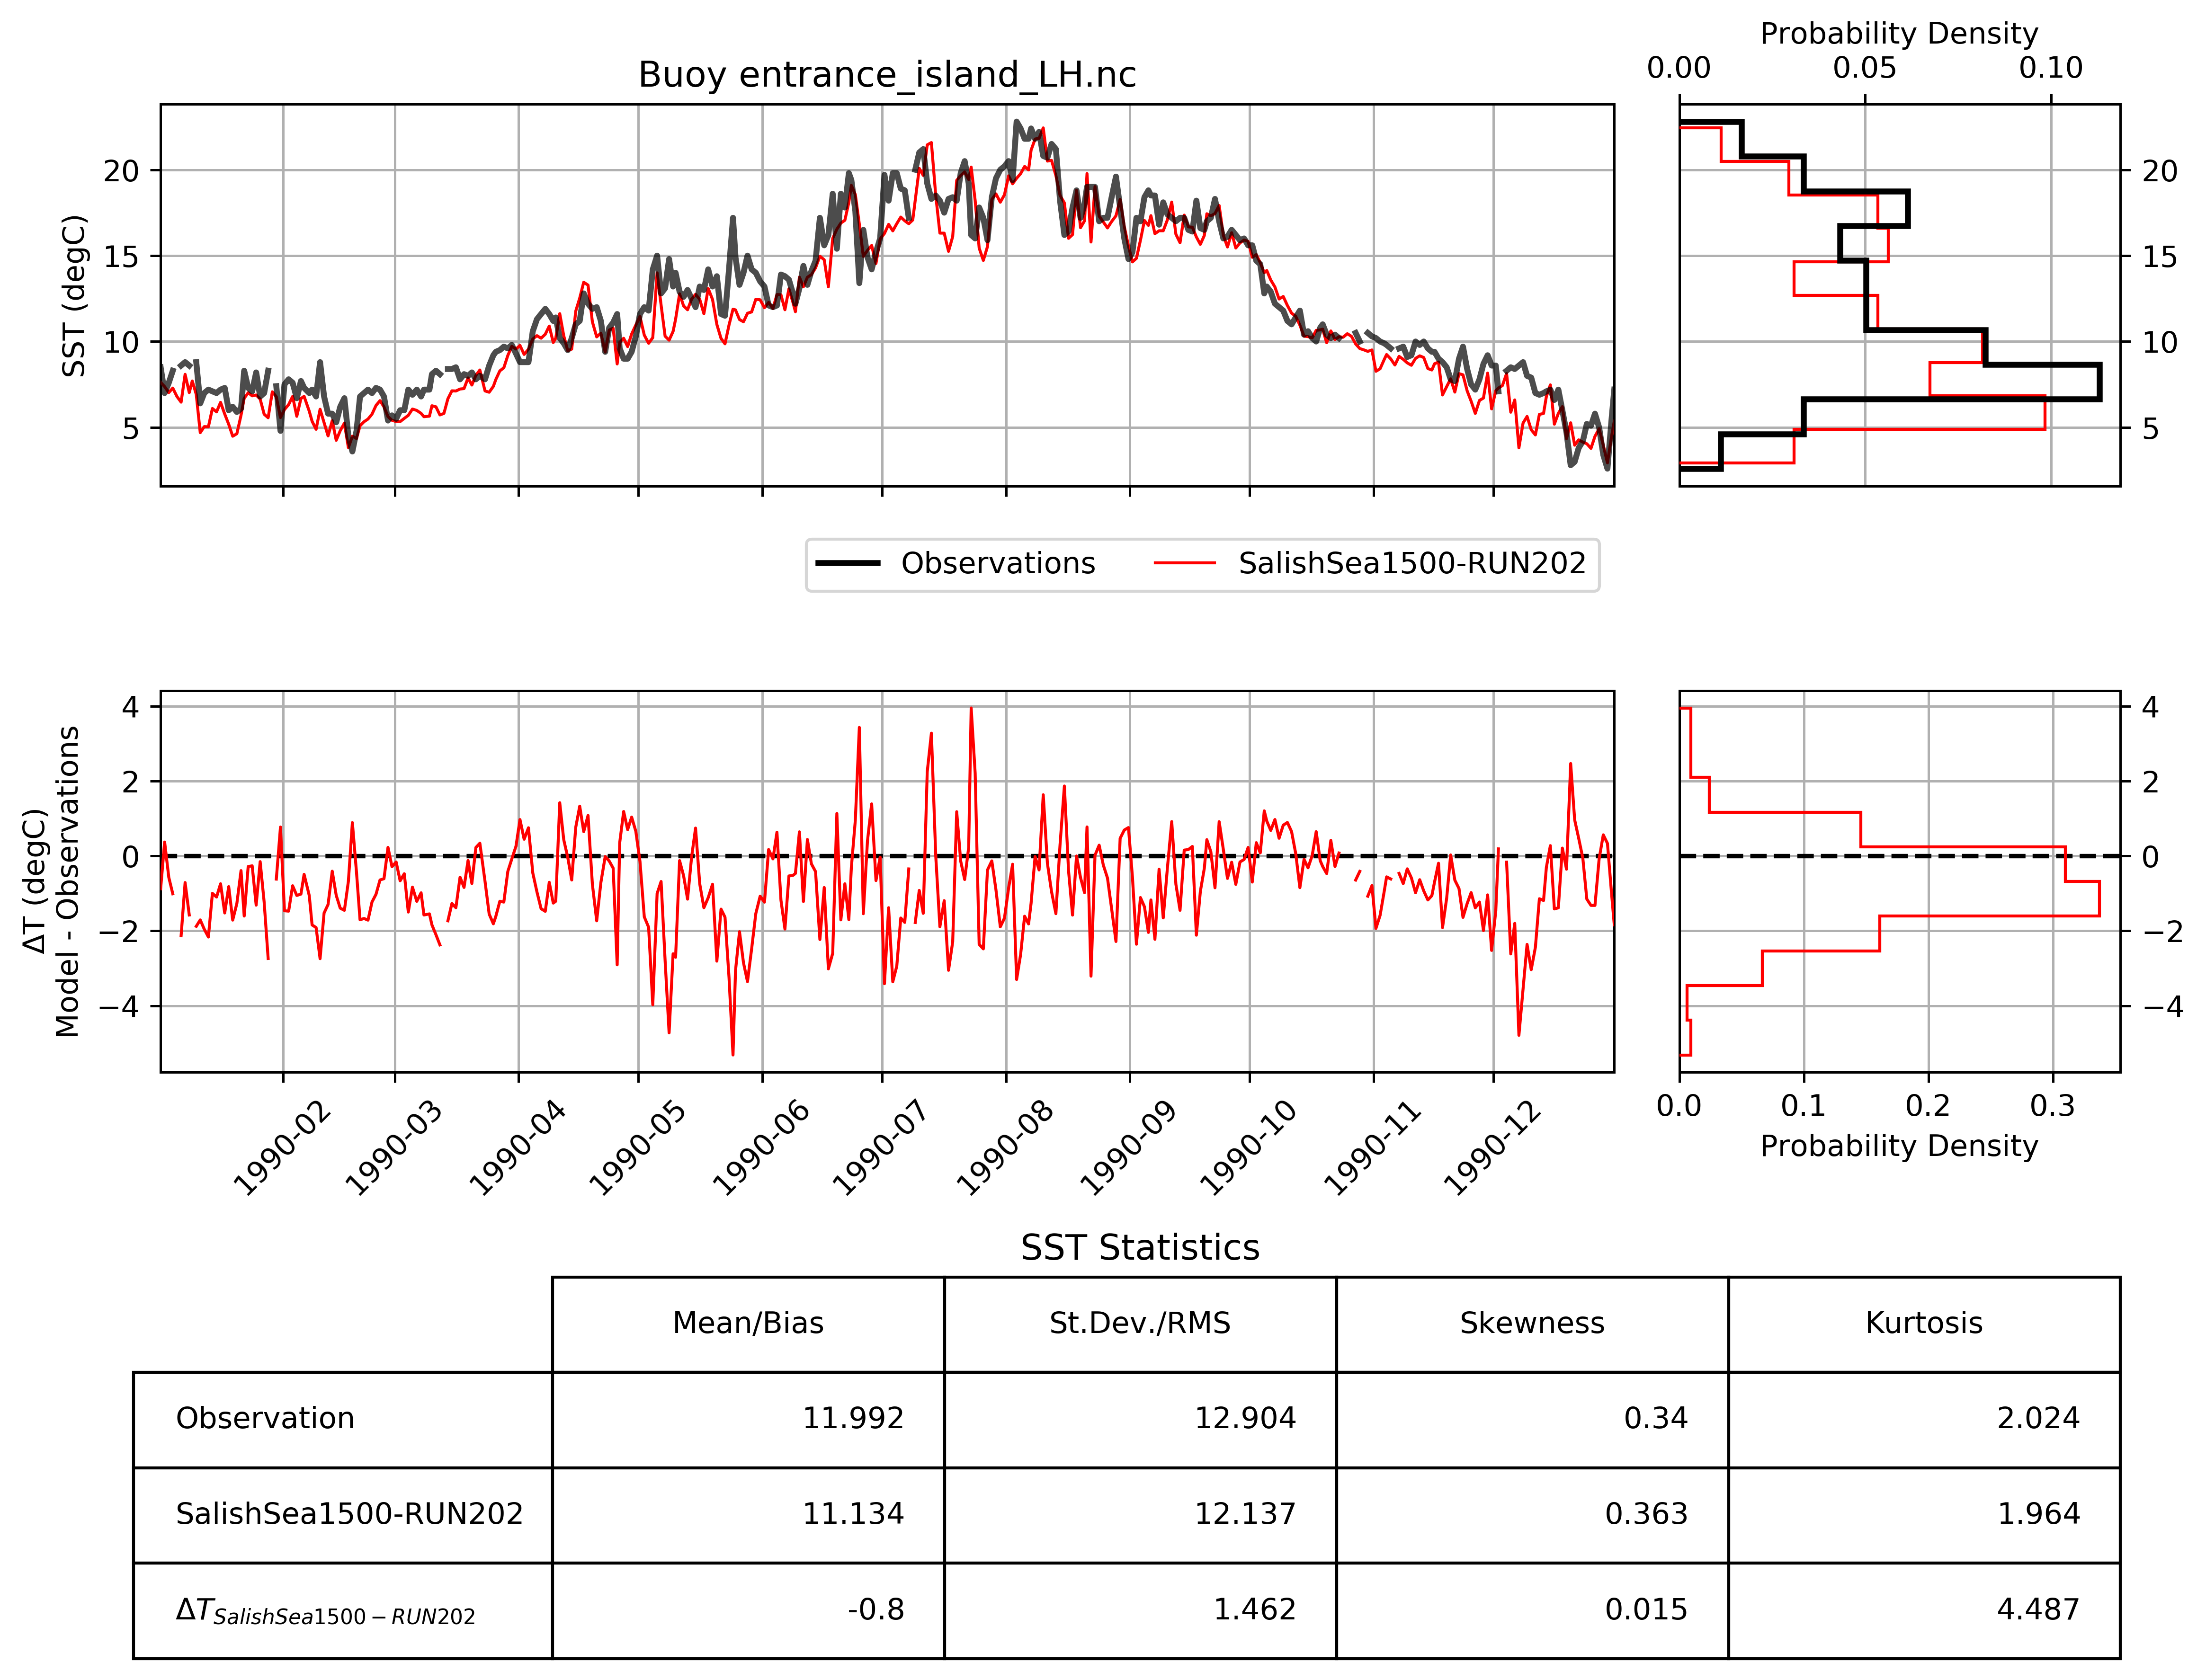 Probability Density
0.00 0.05 0.10
Buoy entrance_island_LH.nc
SST (degC)
20
15
10
5
20
15
10
5
Observations
SalishSea1500-RUN202
ΔT (degC)
Model - Observations
4
2
0
−2
−4
4
2
0
−2
−4
1990-02
1990-03
1990-04
1990-05
1990-06
1990-07
1990-08
1990-09
1990-10
1990-11
1990-12
0.0 0.1 0.2 0.3
Probability Density
SST Statistics
Mean/Bias St.Dev./RMS Skewness Kurtosis
Observation 11.992 12.904 0.34 2.024
SalishSea1500-RUN202 11.134 12.137 0.363 1.964
ΔT SalishSea1500−RUN202 -0.8 1.462 0.015 4.487